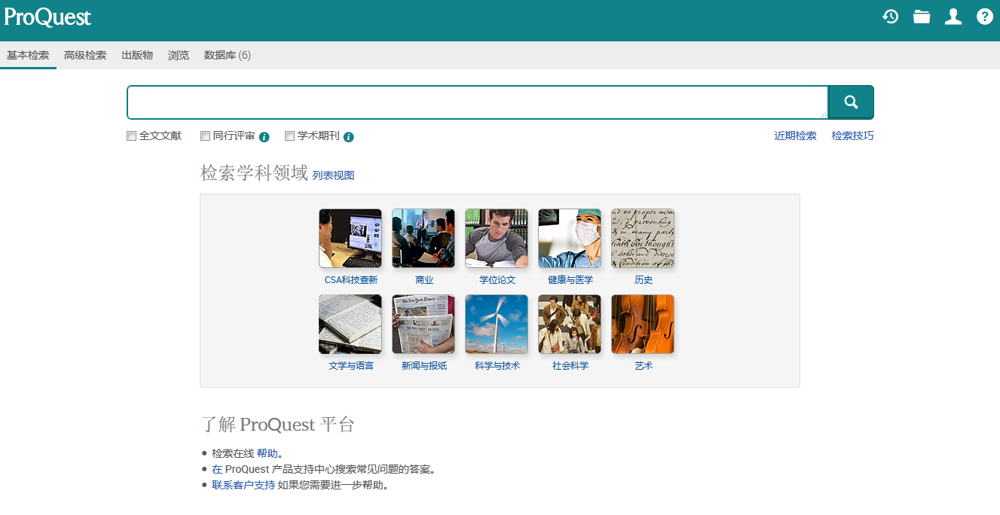 ProQuest
基本检索 高级检索 出版物 浏览 数据库 (6)
全文文献 同行评审 学术期刊 近期检索 检索技巧
检索学科领域 列表视图
CSA科技查新 商业 学位论文 健康与医学 历史
文学与语言 新闻与报纸 科学与技术 社会科学 艺术
了解 ProQuest 平台
检索在线 帮助。
在 ProQuest 产品支持中心搜索常见问题的答案。
联系客户支持 如果您需要进一步帮助。